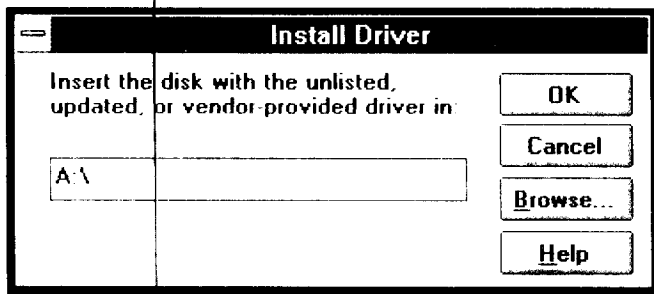 Install Driver
Insert the disk with the unlisted,
updated, or vendor-provided driver in:
A:\
OK
Cancel
Browse...
Help